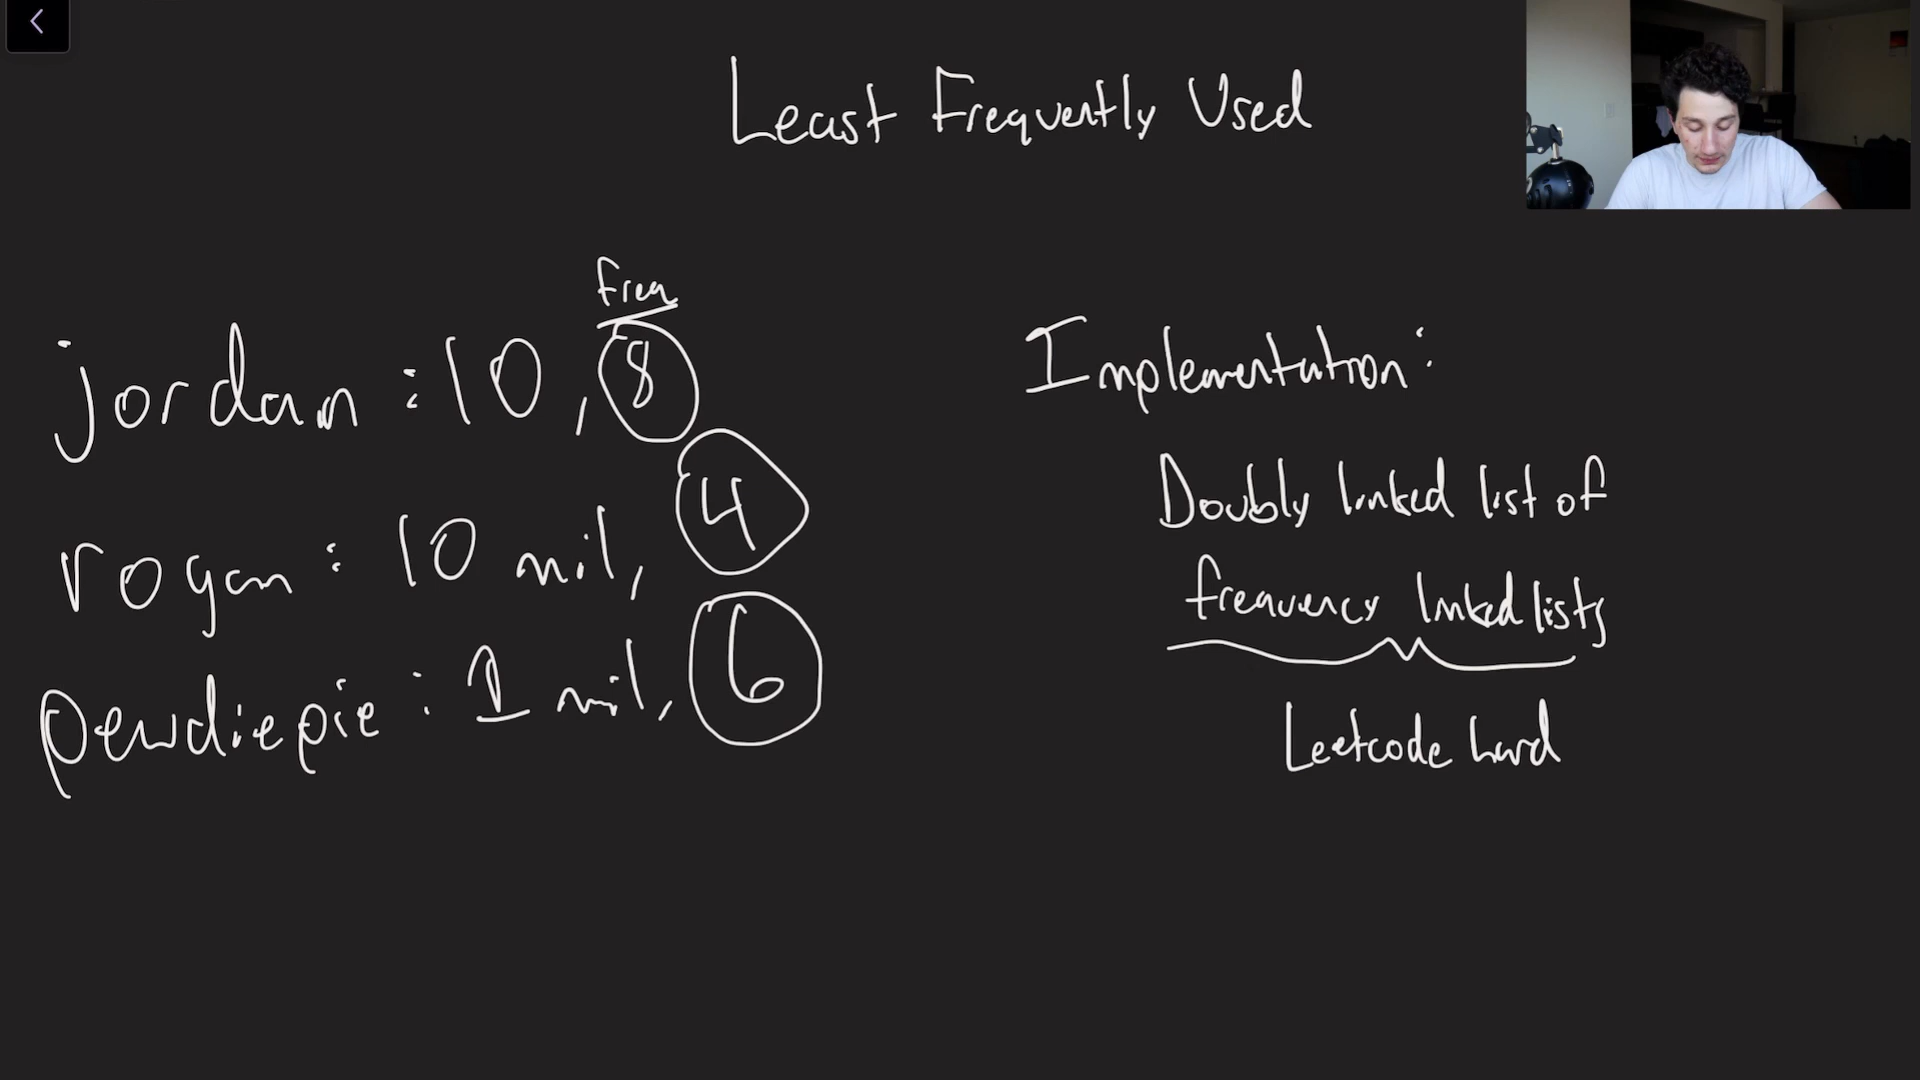 Least Frequently Used
freq
jordan : 10, 8
rogan : 10 mil, 4
pewdiepie : 1 mil, 6
Implementation:
Doubly linked list of
frequency linked lists
Leetcode hard